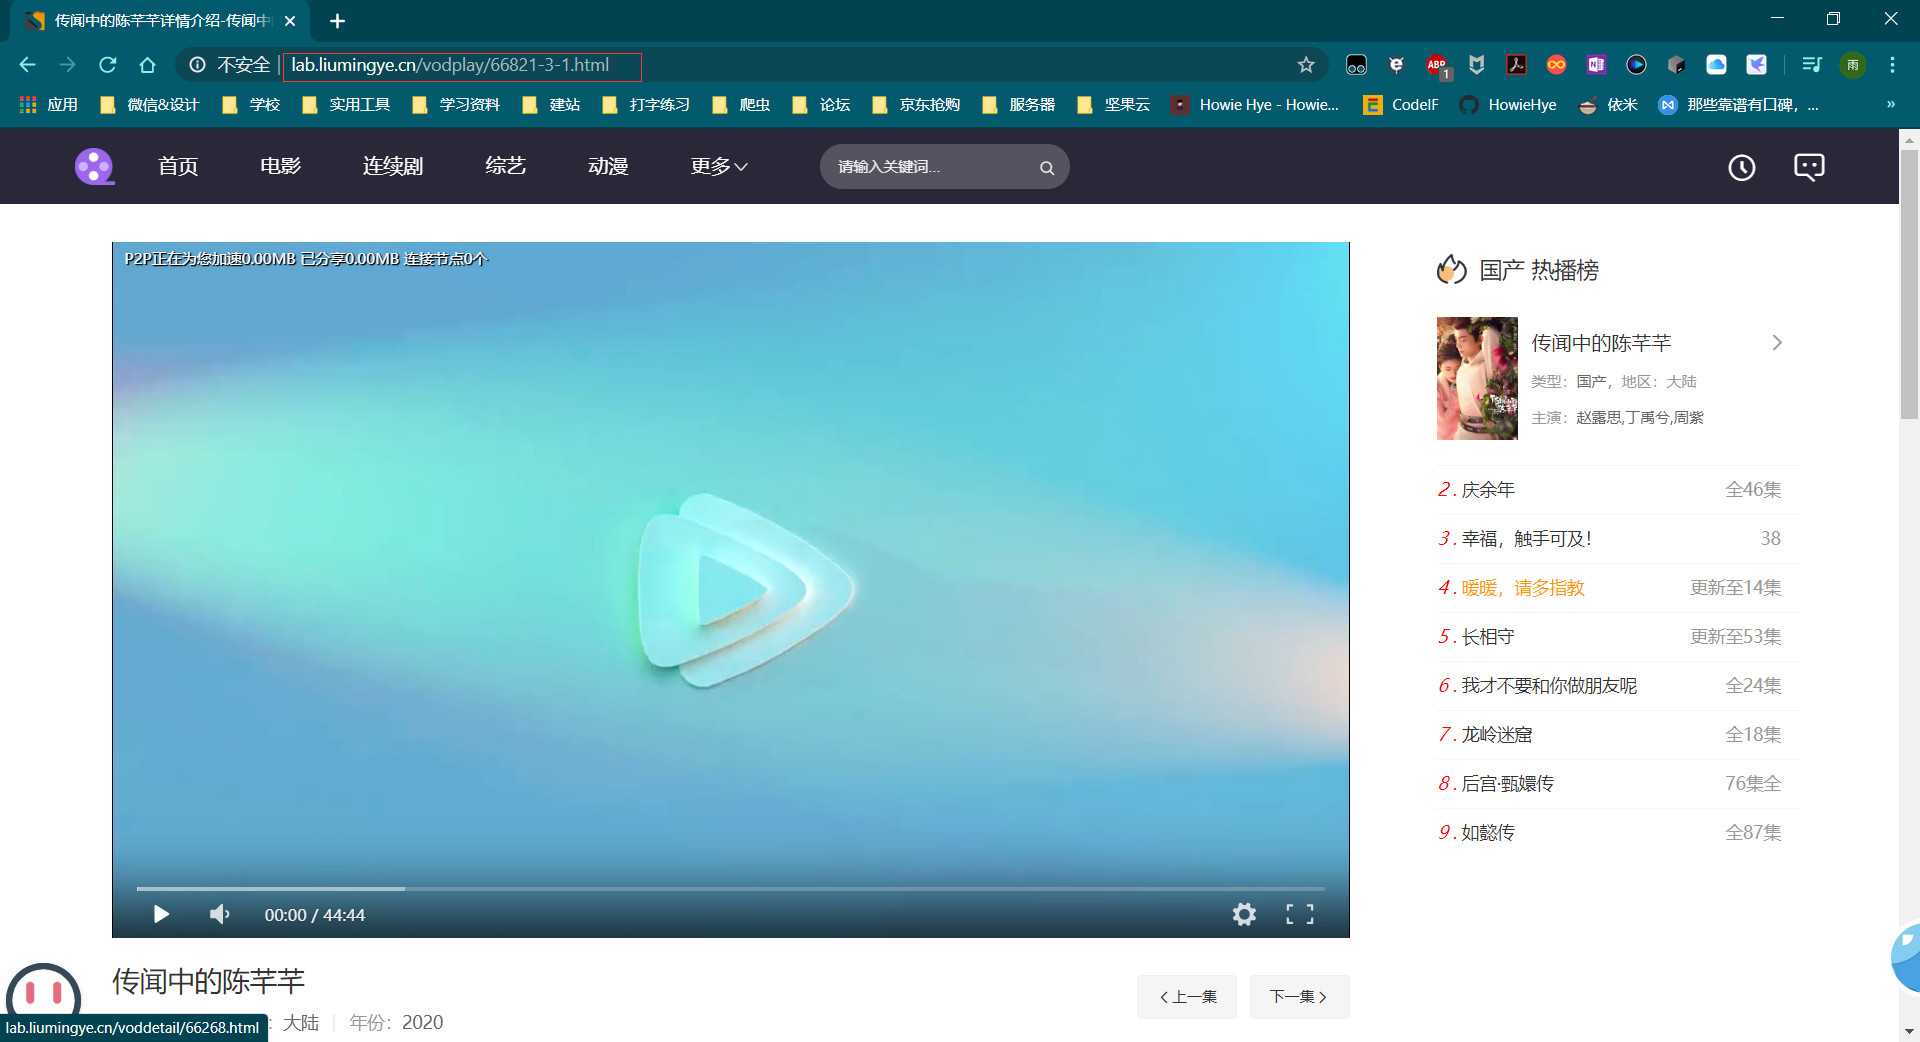 传闻中的陈芊芊详情介绍-传闻中
不安全 | lab.liumingye.cn/vodplay/66821-3-1.html
ABP 1
雨
应用 微信&设计 学校 实用工具 学习资料 建站 打字练习 爬虫 论坛 京东抢购 服务器 坚果云 Howie Hye - Howie... CodeIF HowieHye 依米 那些靠谱有口碑，... »
首页 电影 连续剧 综艺 动漫 更多 请输入关键词...
P2P正在为您加速0.00MB 已分享0.00MB 连接节点0个
00:00 / 44:44
国产 热播榜
传闻中的陈芊芊
类型：国产，地区：大陆
主演：赵露思,丁禹兮,周紫
2 . 庆余年 全46集
3 . 幸福，触手可及！ 38
4 . 暖暖，请多指教 更新至14集
5 . 长相守 更新至53集
6 . 我才不要和你做朋友呢 全24集
7 . 龙岭迷窟 全18集
8 . 后宫·甄嬛传 76集全
9 . 如懿传 全87集
传闻中的陈芊芊
上一集 下一集
：大陆 年份：2020
lab.liumingye.cn/voddetail/66268.html